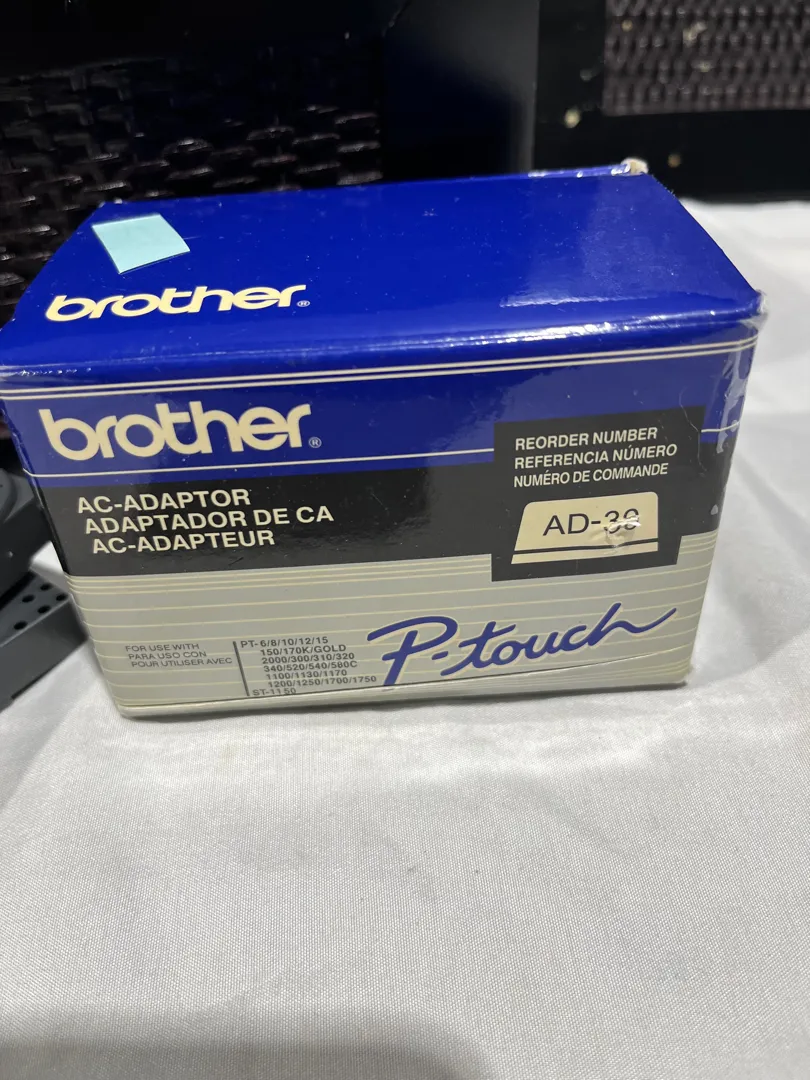 brother®
brother®
AC-ADAPTOR
ADAPTADOR DE CA
AC-ADAPTEUR
REORDER NUMBER
REFERENCIA NÚMERO
NUMÉRO DE COMMANDE
AD-30
FOR USE WITH
PARA USO CON
POUR UTILISER AVEC
PT- 6/8/10/12/15
150/170K/GOLD
2000/300/310/320
340/520/540/580C
1100/1130/1170
1200/1250/1700/1750
ST-1150
P-touch